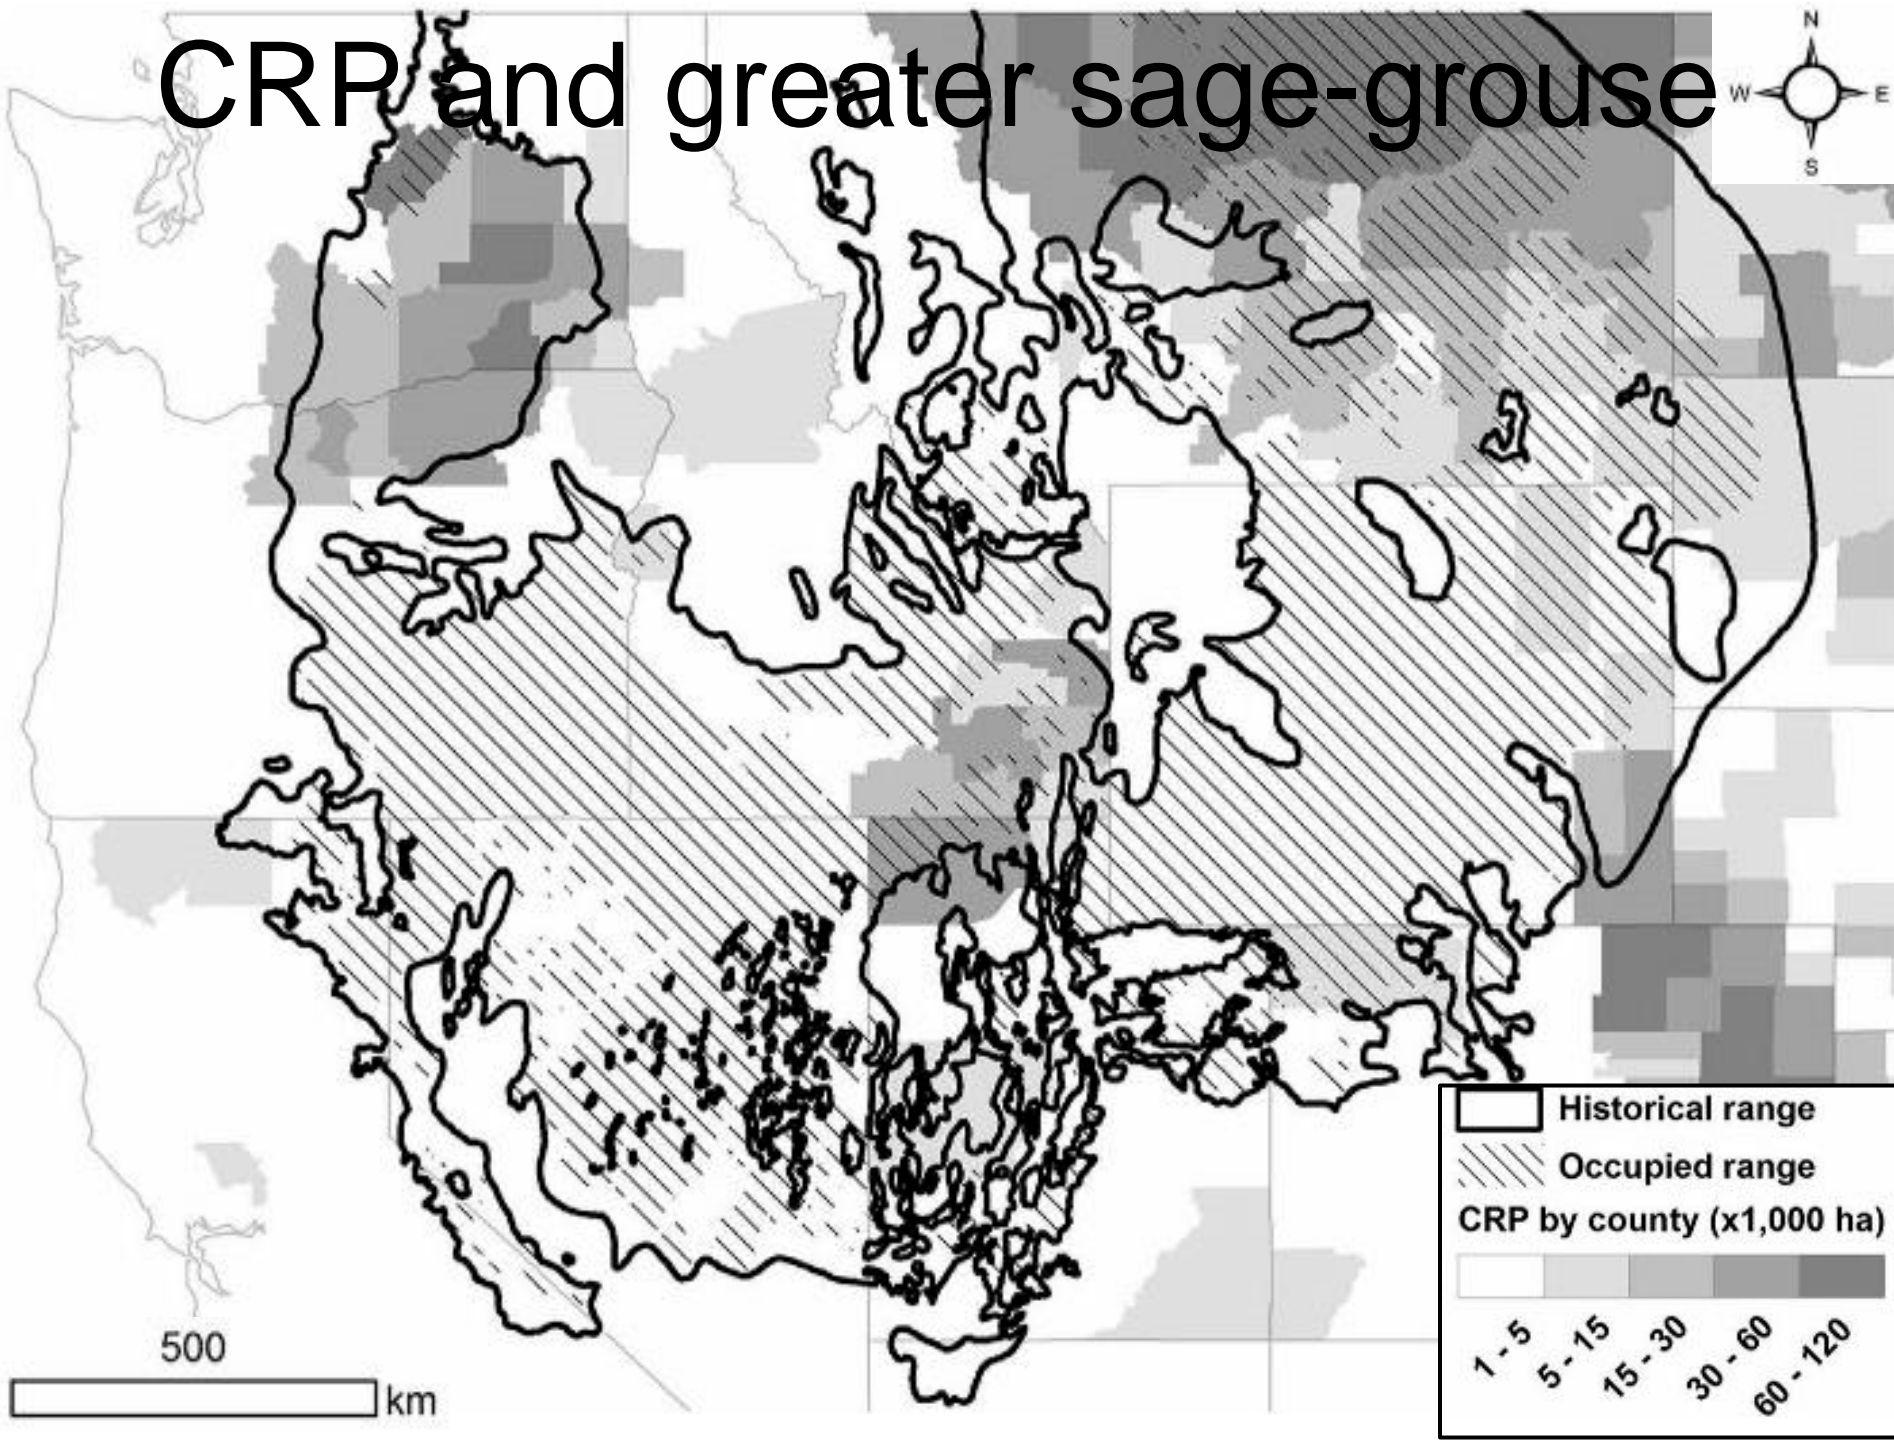 CRP and greater sage-grouse
N
W E
S
Historical range
Occupied range
CRP by county (x1,000 ha)
1 - 5
5 - 15
15 - 30
30 - 60
60 - 120
500
km